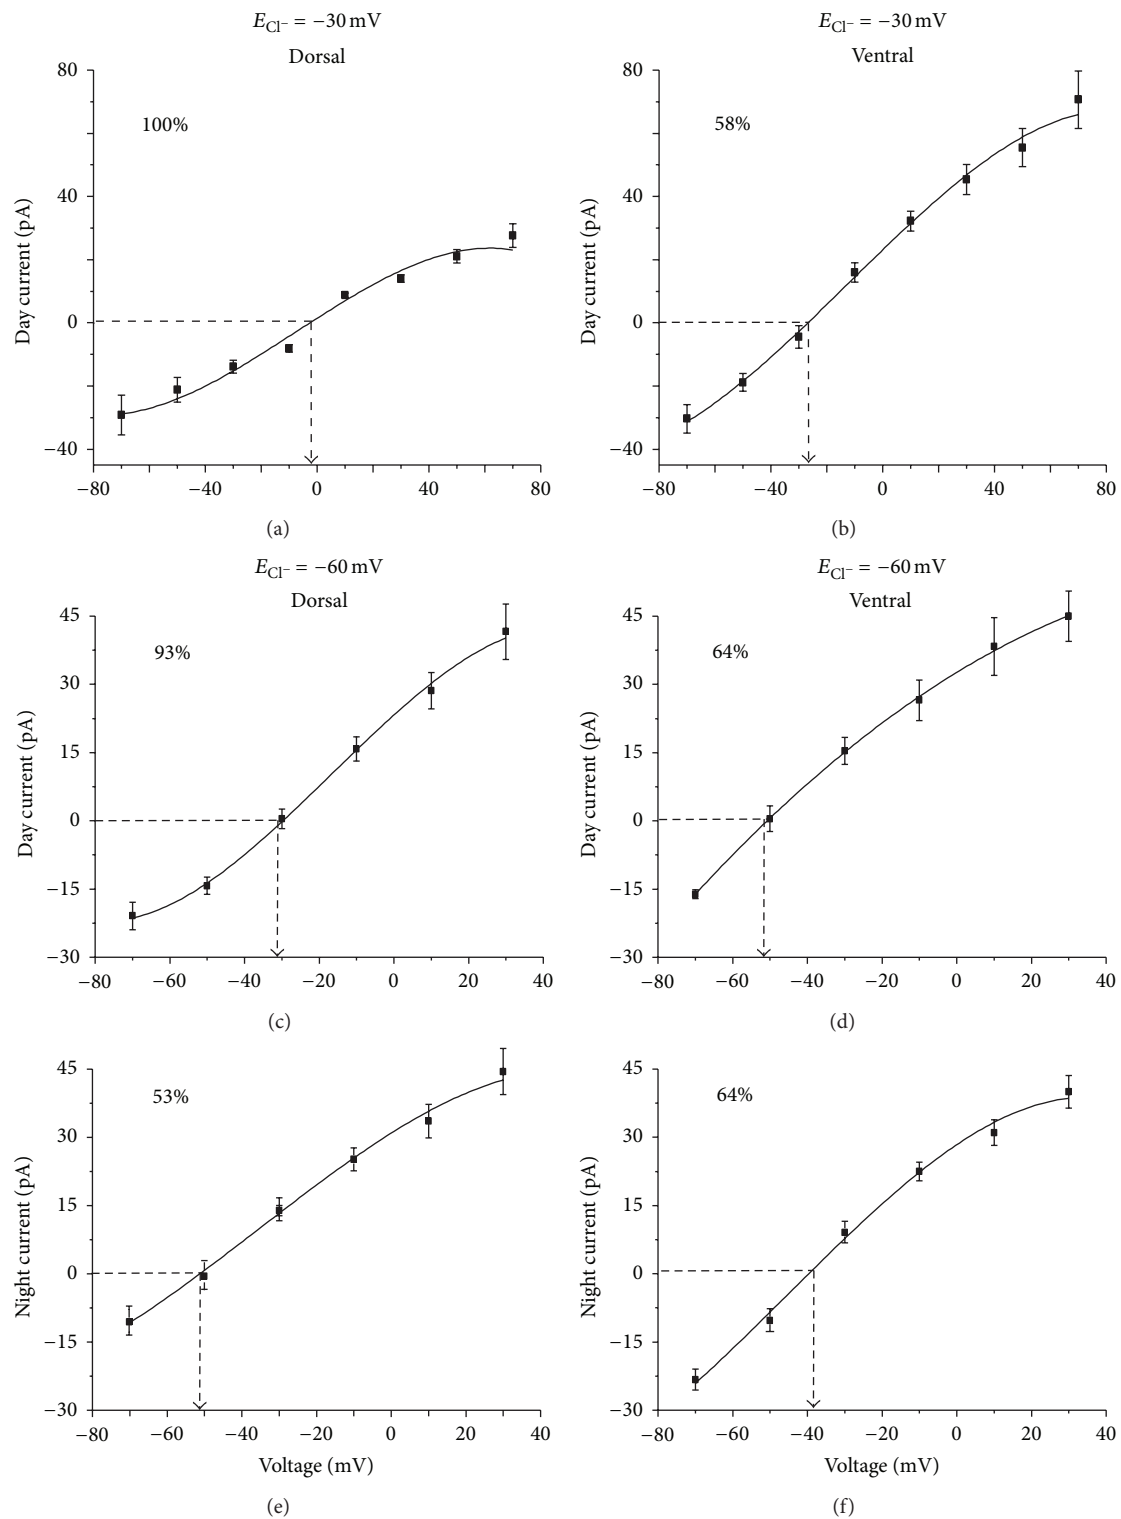 E_Cl− = −30 mV
Dorsal
80
40
0
−40
Day current (pA)
100%
−80 −40 0 40 80
(a)
E_Cl− = −30 mV
Ventral
80
40
0
−40
Day current (pA)
58%
−80 −40 0 40 80
(b)
E_Cl− = −60 mV
Dorsal
45
30
15
0
−15
−30
Day current (pA)
93%
−80 −60 −40 −20 0 20 40
(c)
E_Cl− = −60 mV
Ventral
45
30
15
0
−15
−30
Day current (pA)
64%
−80 −60 −40 −20 0 20 40
(d)
45
30
15
0
−15
−30
Night current (pA)
53%
−80 −60 −40 −20 0 20 40
Voltage (mV)
(e)
45
30
15
0
−15
−30
Night current (pA)
64%
−80 −60 −40 −20 0 20 40
Voltage (mV)
(f)